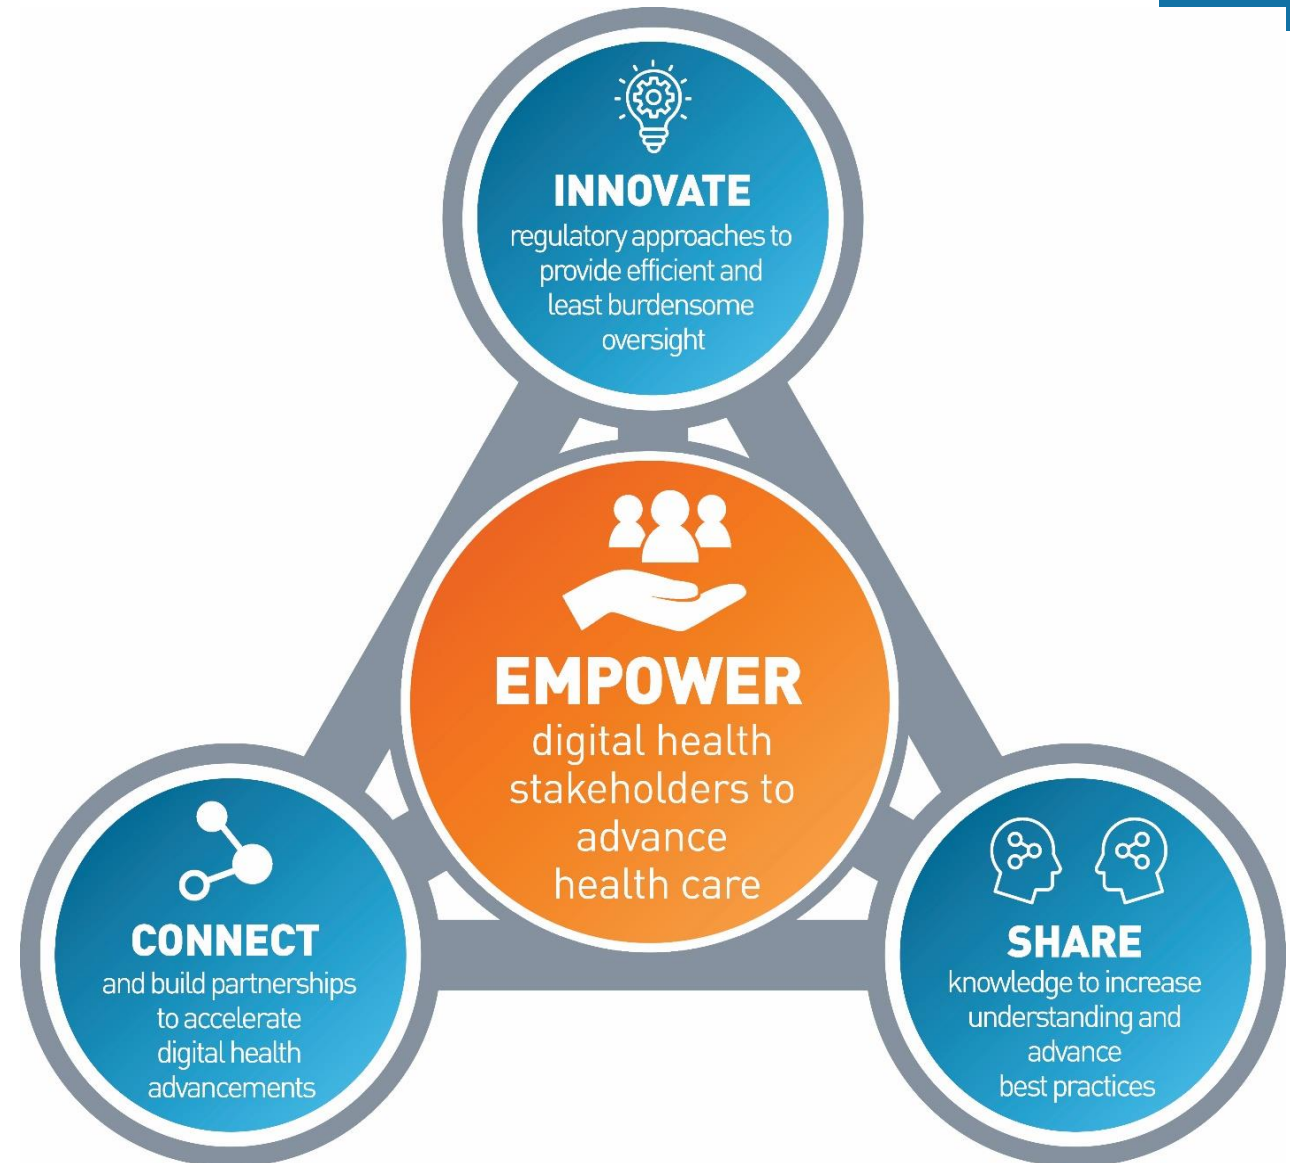 INNOVATE
regulatory approaches to
provide efficient and
least burdensome
oversight
EMPOWER
digital health
stakeholders to
advance
health care
CONNECT
and build partnerships
to accelerate
digital health
advancements
SHARE
knowledge to increase
understanding and
advance
best practices